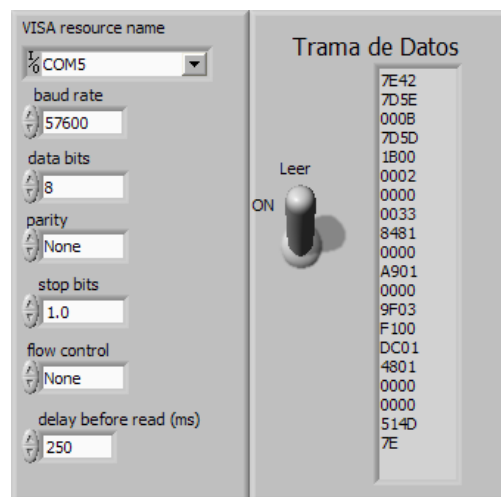 VISA resource name
COM5
baud rate
57600
data bits
8
parity
None
stop bits
1.0
flow control
None
delay before read (ms)
250
Trama de Datos
Leer
ON
7E42
7D5E
000B
7D5D
1B00
0002
0000
0033
8481
0000
A901
0000
9F03
F100
DC01
4801
0000
0000
514D
7E